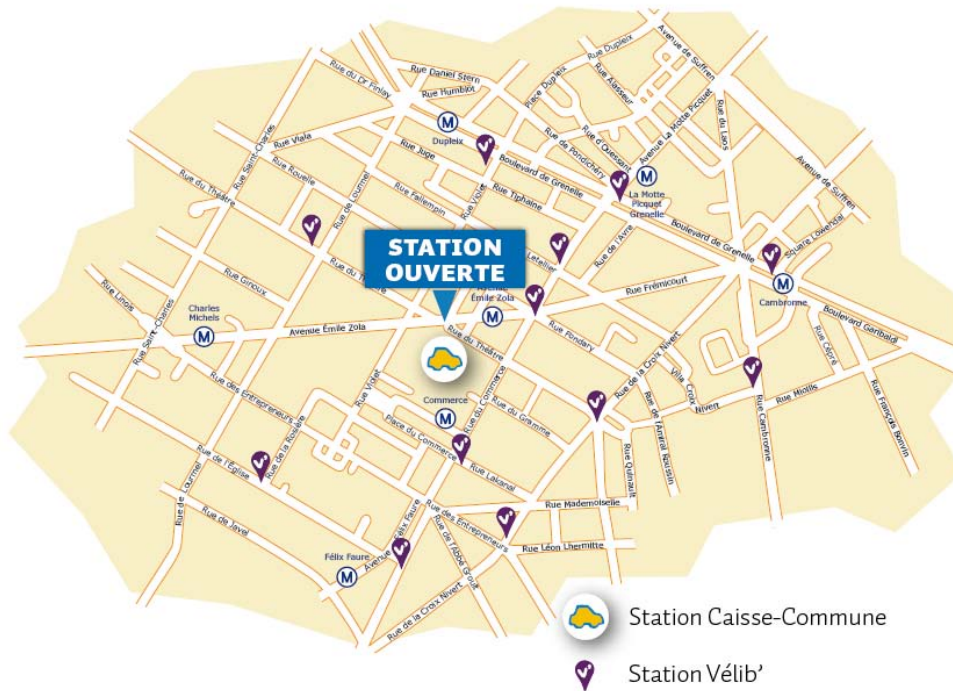 Rue Dupleix
Avenue de Suffren
Rue Daniel Stern
Rue du Dr Finlay
Rue Humblot
Place Dupleix
Rue Alasseur
Avenue La Motte Picquet
Rue Saint-Charles
Rue Viala
M
Dupleix
Rue de Pondichéry
Rue d'Ouessant
Rue du Laos
Rue Juge
Boulevard de Grenelle
M
La Motte
Picquet
Grenelle
Avenue de Suffren
Rue du Théâtre
Rue Rouelle
Rue de Lourmel
Rue Fallempin
Rue Violet
Rue Tiphaine
Rue de l'Avre
Boulevard de Grenelle
Square Lowendal
STATION
OUVERTE
Letellier
Rue Ginoux
Rue du
Émile Zola
M
Rue Frémicourt
M
Cambronne
Rue Linois
Charles
Michels
M
Avenue Émile Zola
Rue du Théâtre
Rue Fondary
Boulevard Garibaldi
Rue Saint-Charles
Rue de la Croix Nivert
Rue Cépré
Rue des Entrepreneurs
Rue Violet
Commerce
M
Rue du Commerce
Rue du Gramme
Villa Croix
Nivert
Rue Miollis
Rue François Bonvin
Rue de la Rosière
Place du Commerce
Rue de l'Amiral Roussin
Rue Cambronne
Rue de l'Église
Rue Lakanal
Rue Quinault
Rue de Lourmel
Rue de Javel
Rue Mademoiselle
Rue des Entrepreneurs
Avenue Félix Faure
Rue de l'Abbé Groult
Rue Léon Lhermitte
Félix Faure
M
Rue de la Croix Nivert
Station Caisse-Commune
Station Vélib'